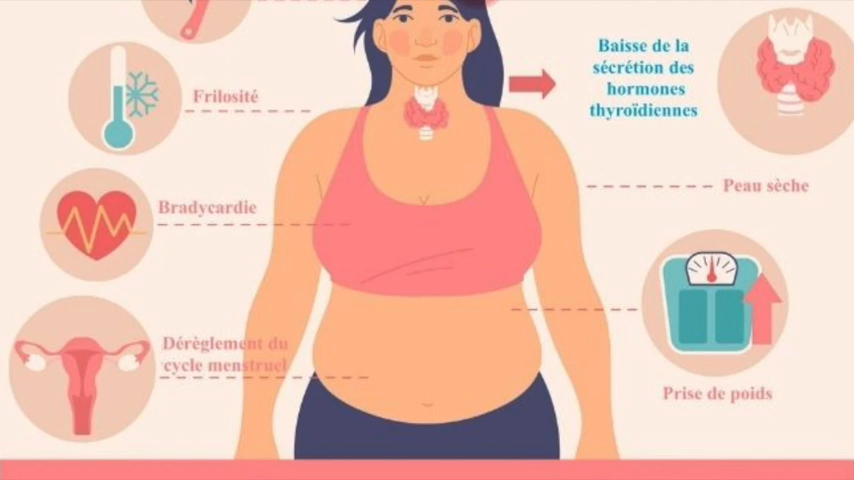 Frilosité
Bradycardie
Dérèglement du
cycle menstruel
Baisse de la
sécrétion des
hormones
thyroïdiennes
Peau sèche
Prise de poids